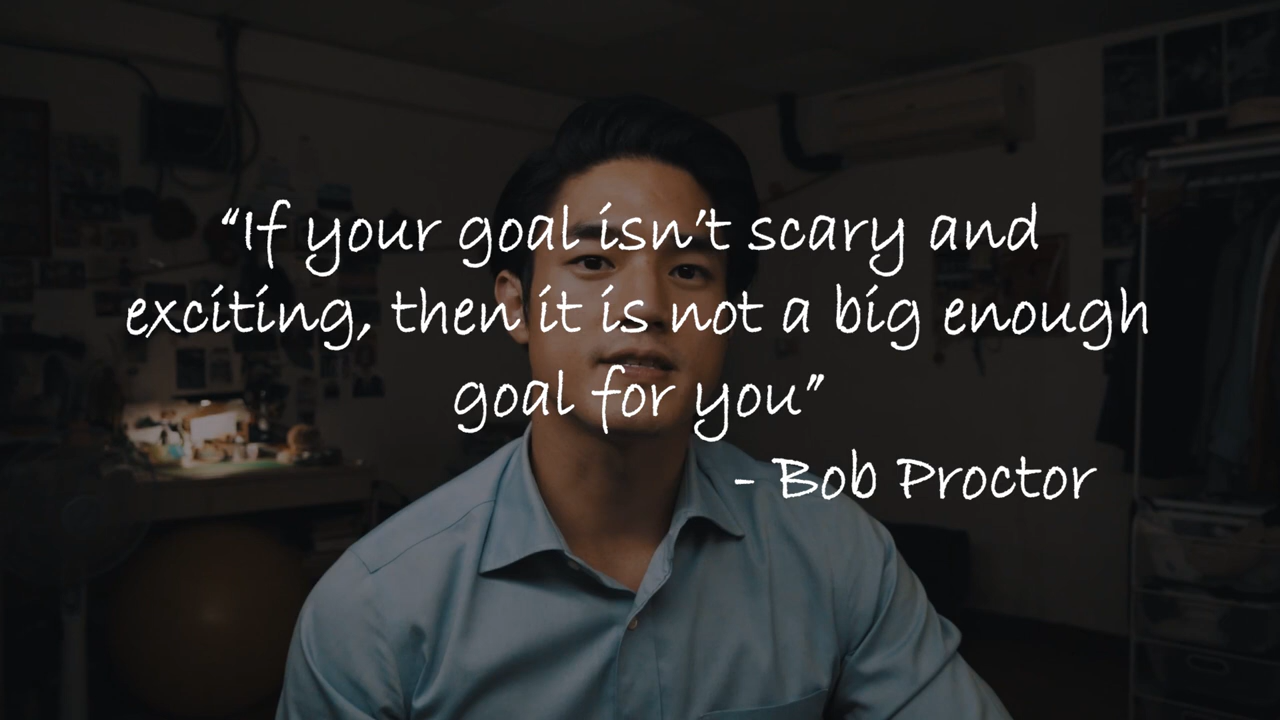 “If your goal isn’t scary and
exciting, then it is not a big enough
goal for you”
- Bob Proctor